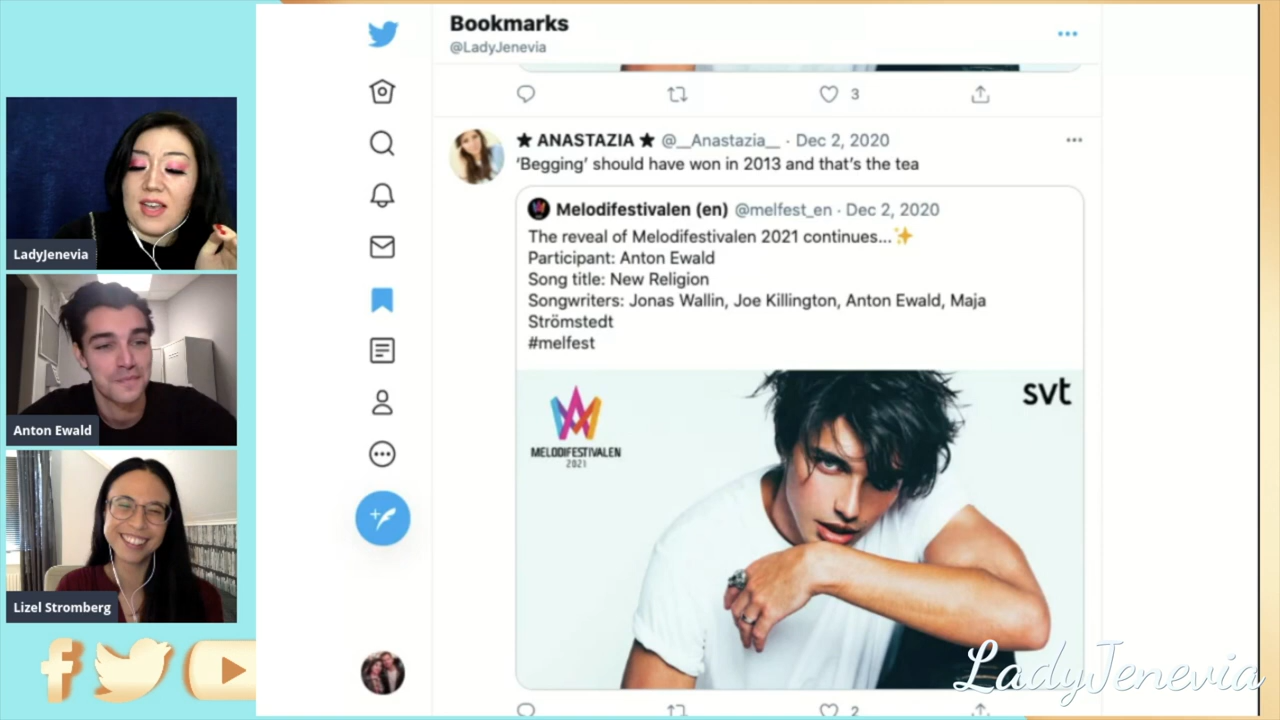 Bookmarks
@LadyJenevia
3
★ ANASTAZIA ★ @__Anastazia__ · Dec 2, 2020
‘Begging’ should have won in 2013 and that’s the tea
Melodifestivalen (en) @melfest_en · Dec 2, 2020
The reveal of Melodifestivalen 2021 continues...✨
Participant: Anton Ewald
Song title: New Religion
Songwriters: Jonas Wallin, Joe Killington, Anton Ewald, Maja
Strömstedt
#melfest
svt
MELODIFESTIVALEN
2021
2
LadyJenevia
Anton Ewald
Lizel Stromberg
LadyJenevia